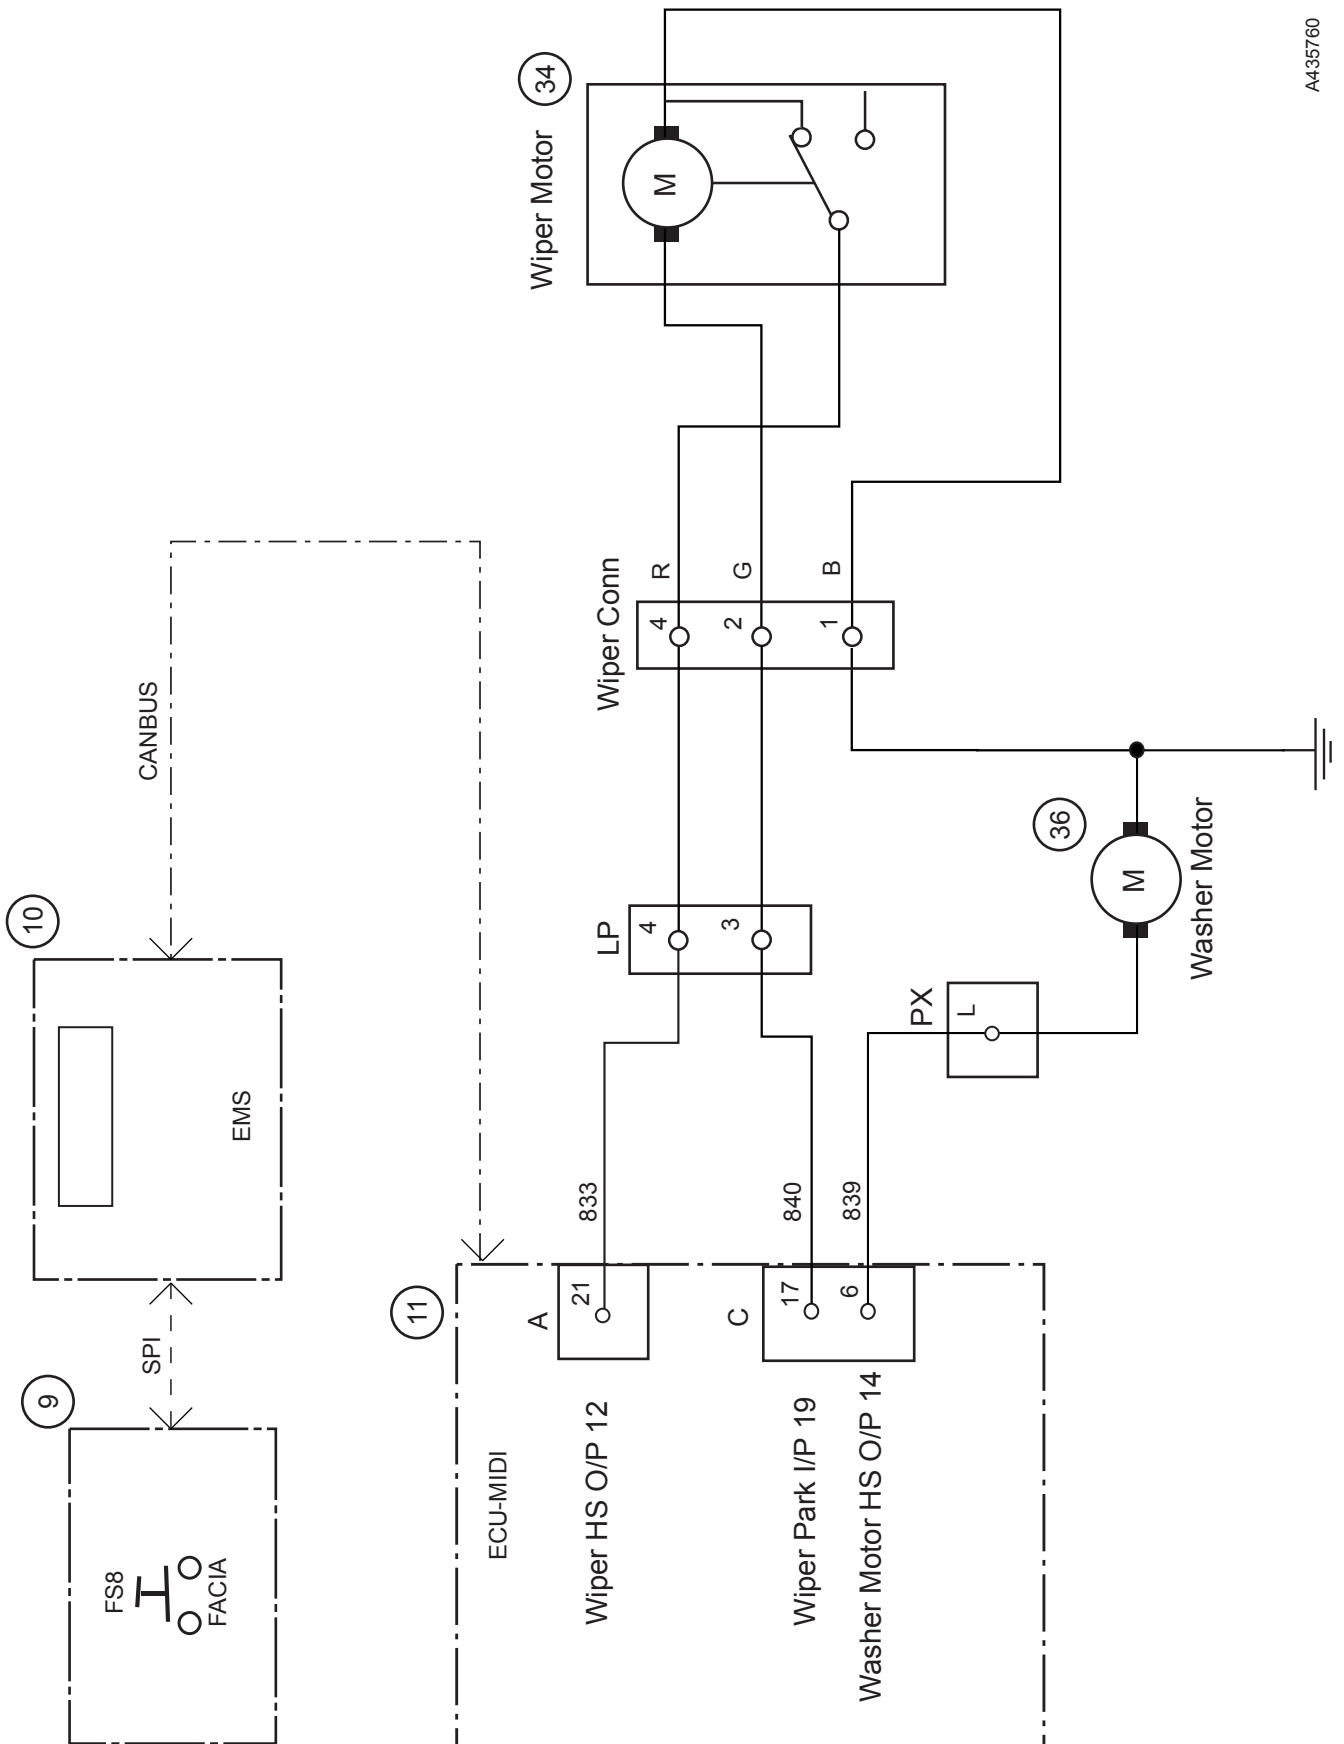 9
FS8
FACIA
SPI
10
EMS
CANBUS
11
ECU-MIDI
A
21
Wiper HS O/P 12
833
C
17
Wiper Park I/P 19
840
6
Washer Motor HS O/P 14
839
LP
4
3
PX
L
Wiper Conn
4
R
2
G
1
B
34
Wiper Motor
M
36
M
Washer Motor
A435760